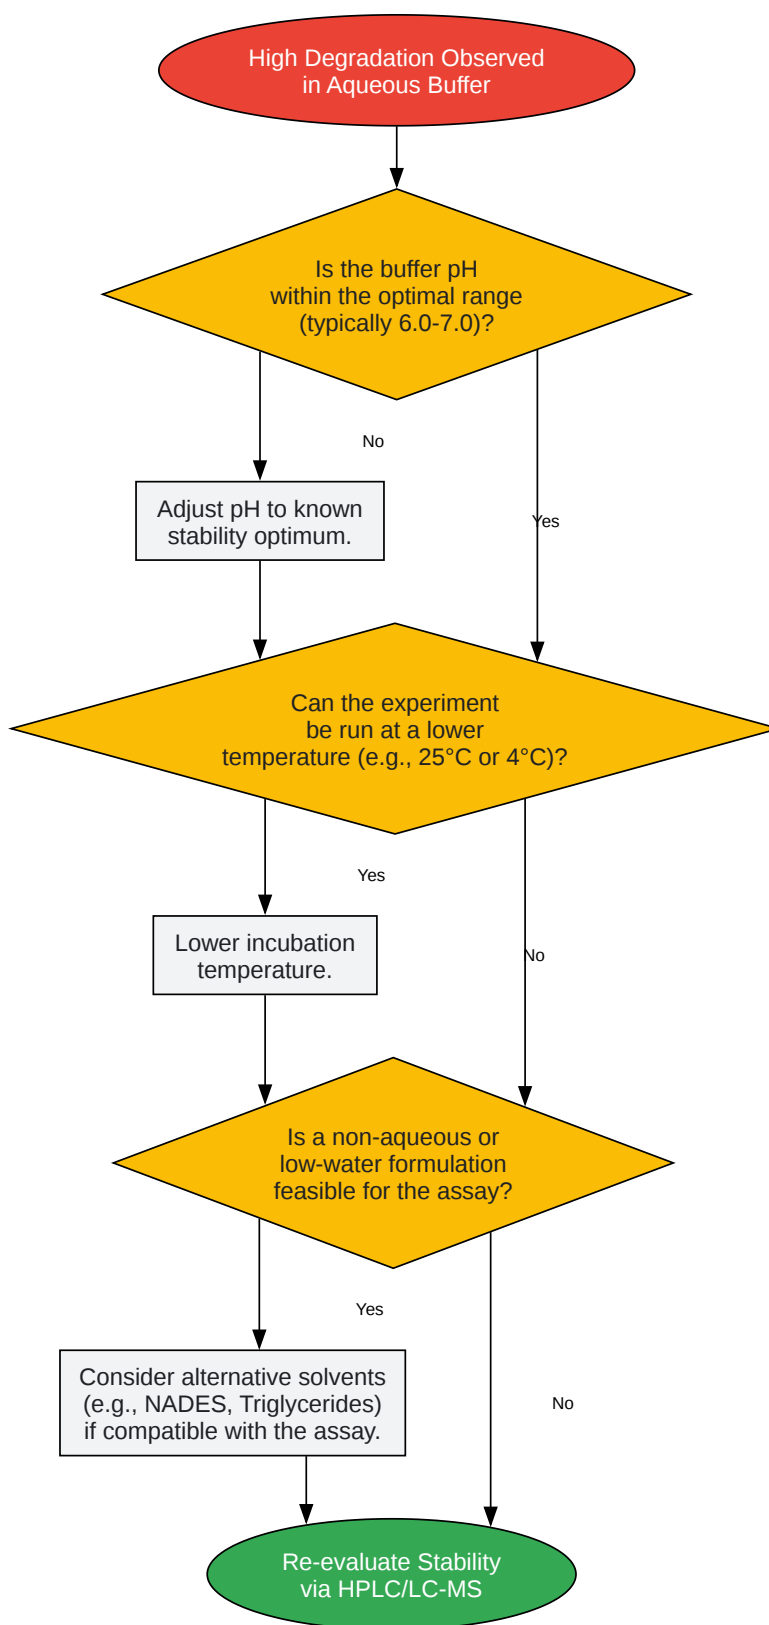 High Degradation Observed
in Aqueous Buffer
Is the buffer pH
within the optimal range
(typically 6.0-7.0)?
No
Adjust pH to known
stability optimum.
Yes
Can the experiment
be run at a lower
temperature (e.g., 25°C or 4°C)?
Yes
Lower incubation
temperature.
No
Is a non-aqueous or
low-water formulation
feasible for the assay?
Yes
Consider alternative solvents
(e.g., NADES, Triglycerides)
if compatible with the assay.
No
Re-evaluate Stability
via HPLC/LC-MS